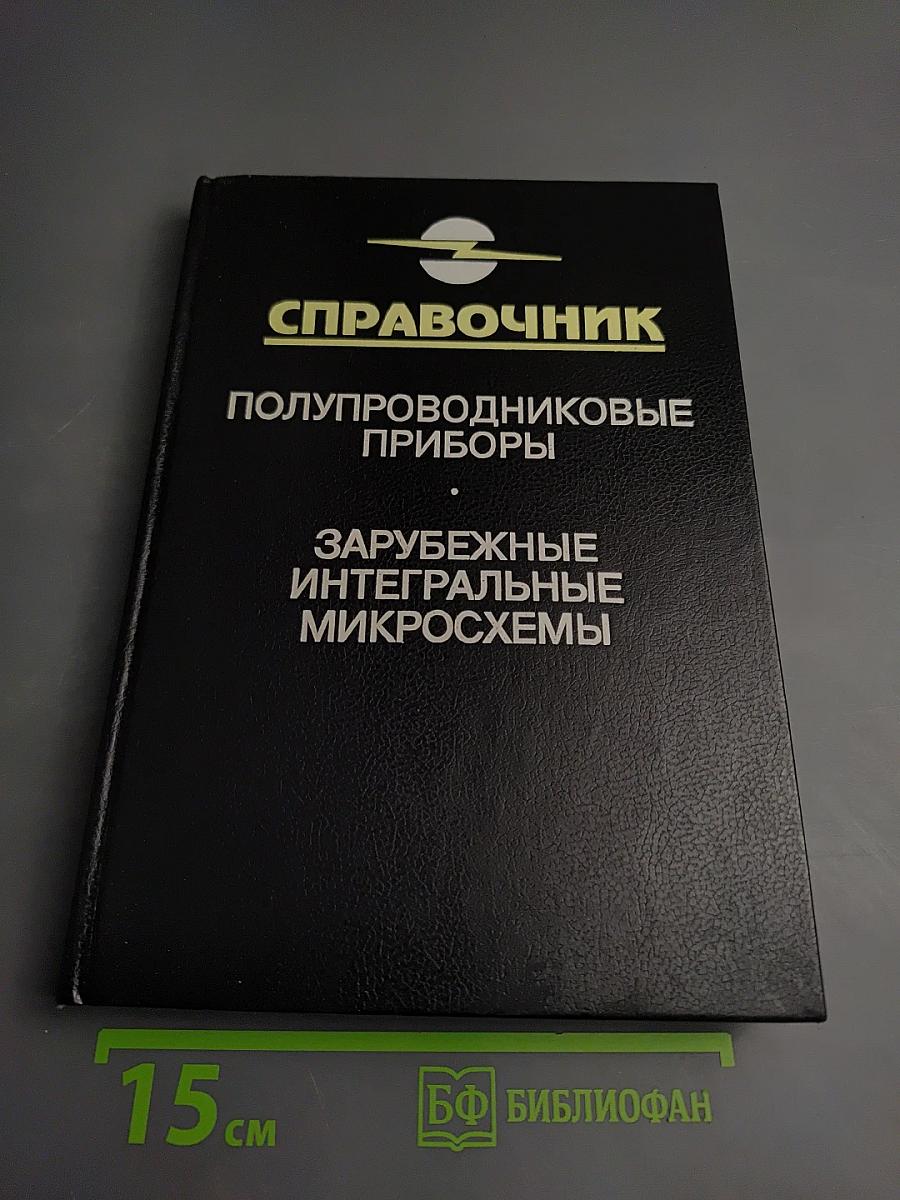 СПРАВОЧНИК
ПОЛУПРОВОДНИКОВЫЕ
ПРИБОРЫ
•
ЗАРУБЕЖНЫЕ
ИНТЕГРАЛЬНЫЕ
МИКРОСХЕМЫ
15 см
БФ БИБЛИОФАН